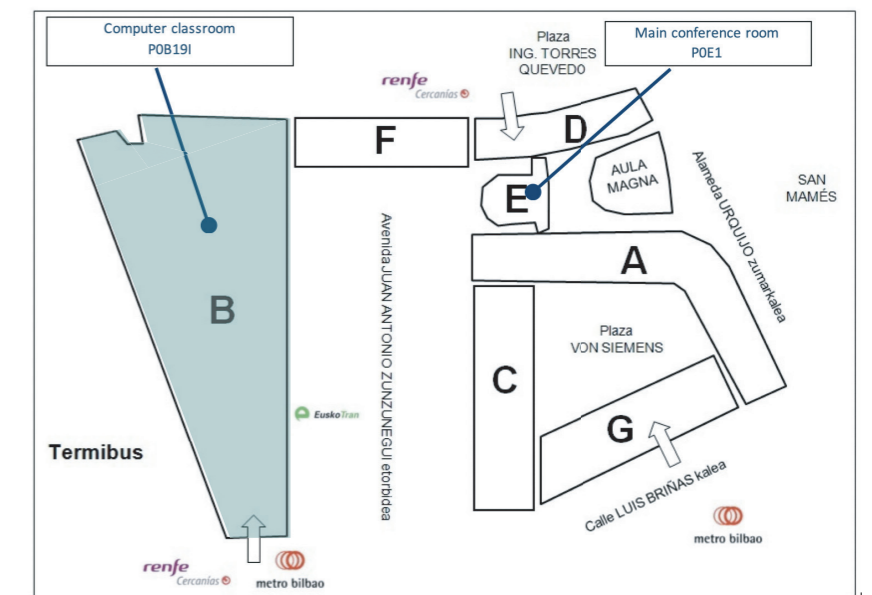 Computer classroom
P0B19I
Main conference room
P0E1
Plaza
ING. TORRES
QUEVEDO
renfe
Cercanías
F
D
E
AULA
MAGNA
Alameda URQUIJO zumarkalea
SAN
MAMÉS
A
B
Avenida JUAN ANTONIO ZUNZUNEGUI etorbidea
Plaza
VON SIEMENS
C
G
EuskoTran
Termibus
Calle LUIS BRIÑAS kalea
metro bilbao
renfe
Cercanías
metro bilbao